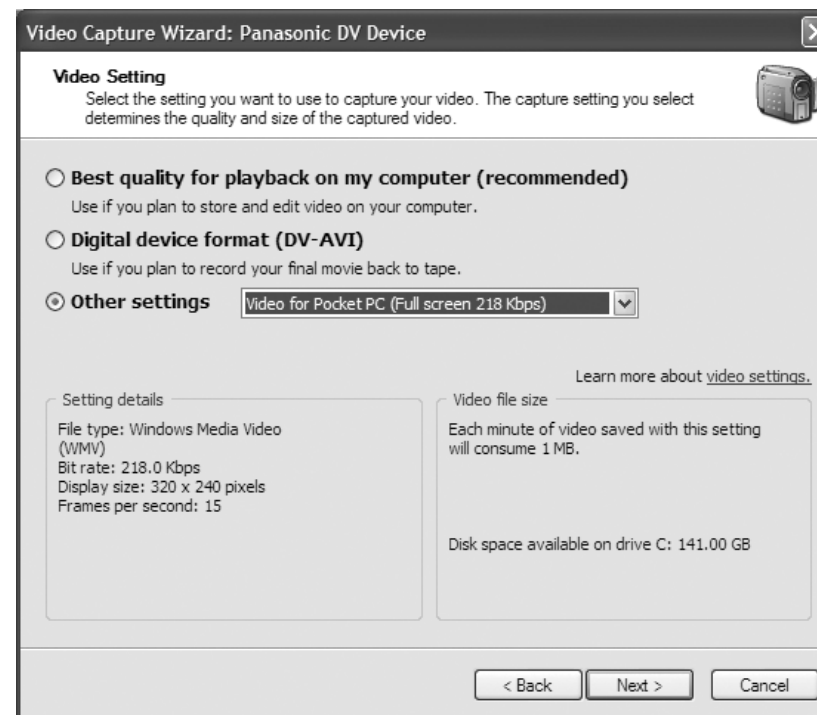 Video Capture Wizard: Panasonic DV Device
Video Setting
Select the setting you want to use to capture your video. The capture setting you select
detemines the quality and size of the captured video.
Best quality for playback on my computer (recommended)
Use if you plan to store and edit video on your computer.
Digital device format (DV-AVI)
Use if you plan to record your final movie back to tape.
Other settings Video for Pocket PC (Full screen 218 Kbps)
Learn more about video settings.
Setting details
File type: Windows Media Video
(WMV)
Bit rate: 218.0 Kbps
Display size: 320 x 240 pixels
Frames per second: 15
Video file size
Each minute of video saved with this setting
will consume 1 MB.
Disk space available on drive C: 141.00 GB
< Back Next > Cancel